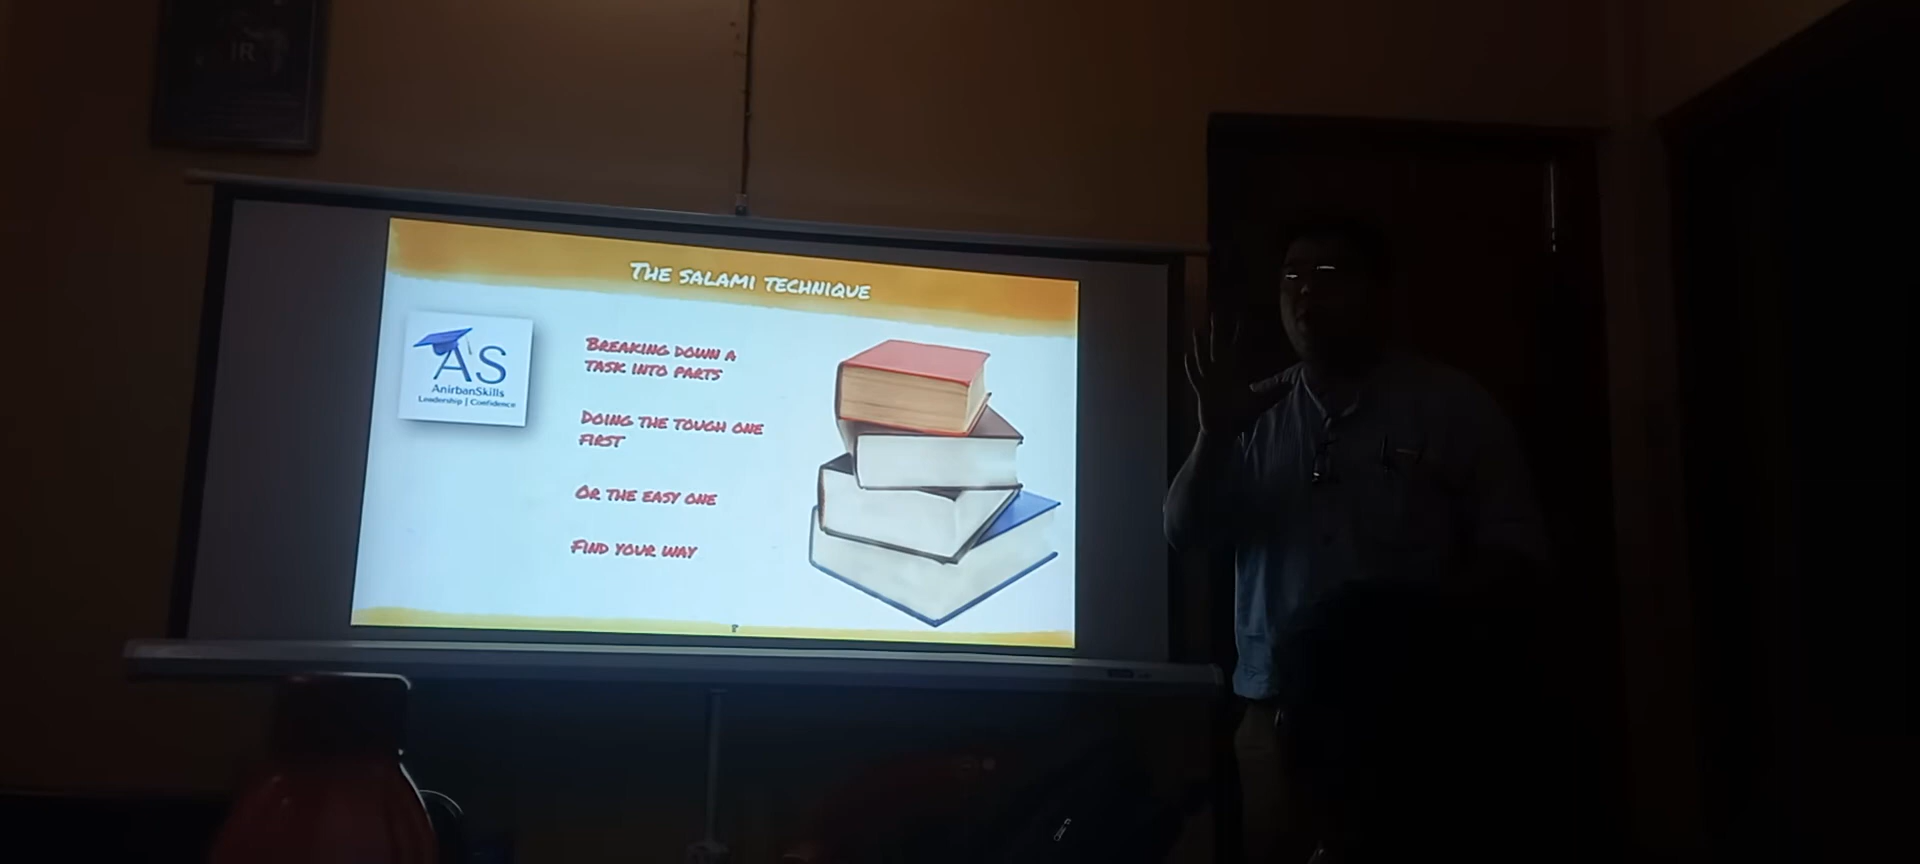 IR
THE SALAMI TECHNIQUE
AS
AnirbanSkills
Leadership | Confidence
BREAKING DOWN A
TASK INTO PARTS
DOING THE TOUGH ONE
FIRST
OR THE EASY ONE
FIND YOUR WAY